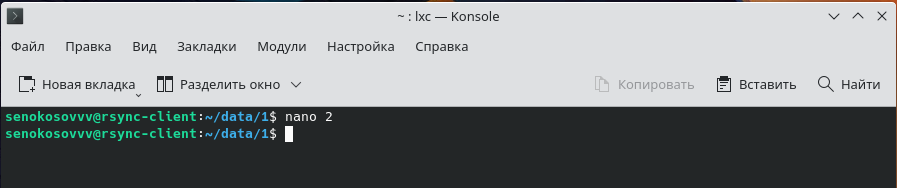 ~ : lxc — Konsole
Файл Правка Вид Закладки Модули Настройка Справка
Новая вкладка Разделить окно Копировать Вставить Найти
senokosovvv@rsync-client:~/data/1$ nano 2
senokosovvv@rsync-client:~/data/1$